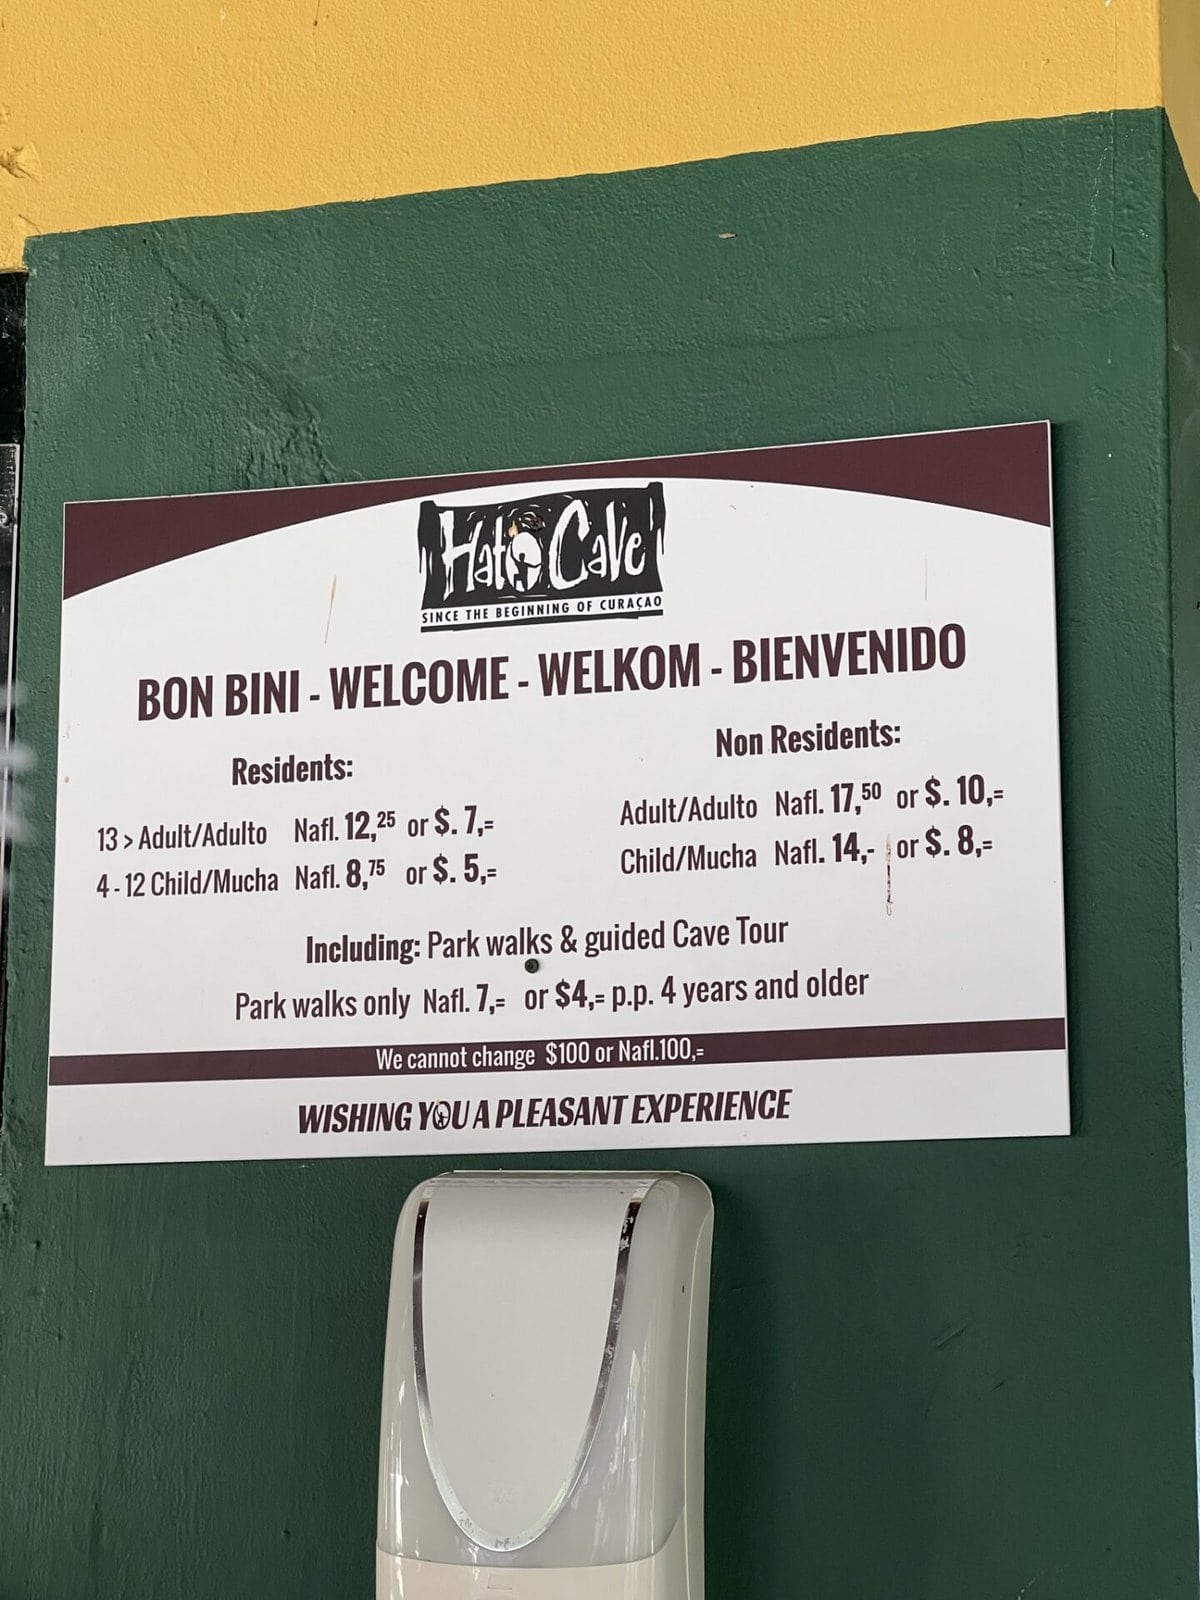 Hato Cave
SINCE THE BEGINNING OF CURAÇAO
BON BINI - WELCOME - WELKOM - BIENVENIDO
Residents:
13 > Adult/Adulto Nafl. 12,75 or $. 7,=
4 - 12 Child/Mucha Nafl. 8,75 or $. 5,=
Non Residents:
Adult/Adulto Nafl. 17,50 or $. 10,=
Child/Mucha Nafl. 14,- or $. 8,=
Including: Park walks & guided Cave Tour
Park walks only Nafl. 7,= or $4,= p.p. 4 years and older
We cannot change $100 or Nafl.100,=
WISHING YOU A PLEASANT EXPERIENCE